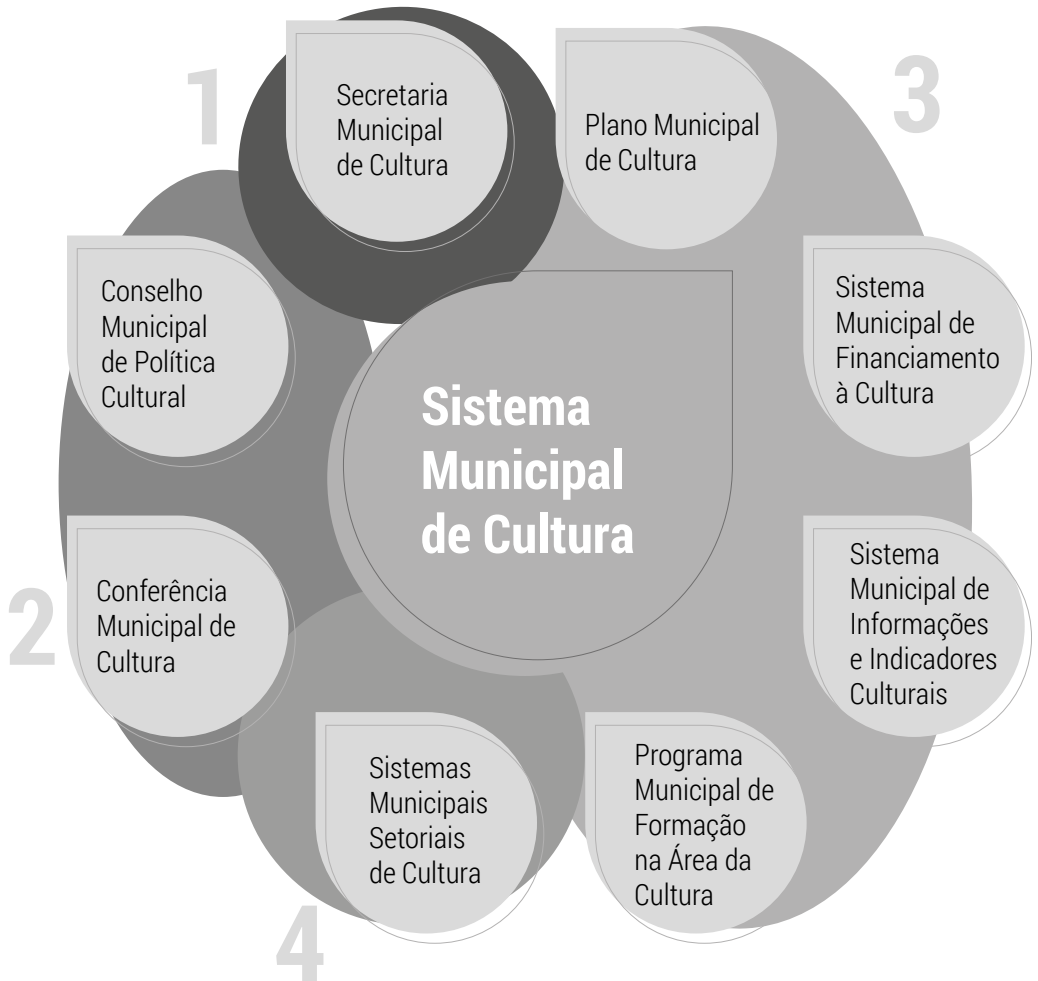 1
Secretaria
Municipal
de Cultura
Plano Municipal
de Cultura
3
Conselho
Municipal
de Política
Cultural
Sistema
Municipal de
Financiamento
à Cultura
Sistema
Municipal
de Cultura
2
Conferência
Municipal de
Cultura
Sistema
Municipal de
Informações
e Indicadores
Culturais
Sistemas
Municipais
Setoriais
de Cultura
Programa
Municipal de
Formação
na Área da
Cultura
4